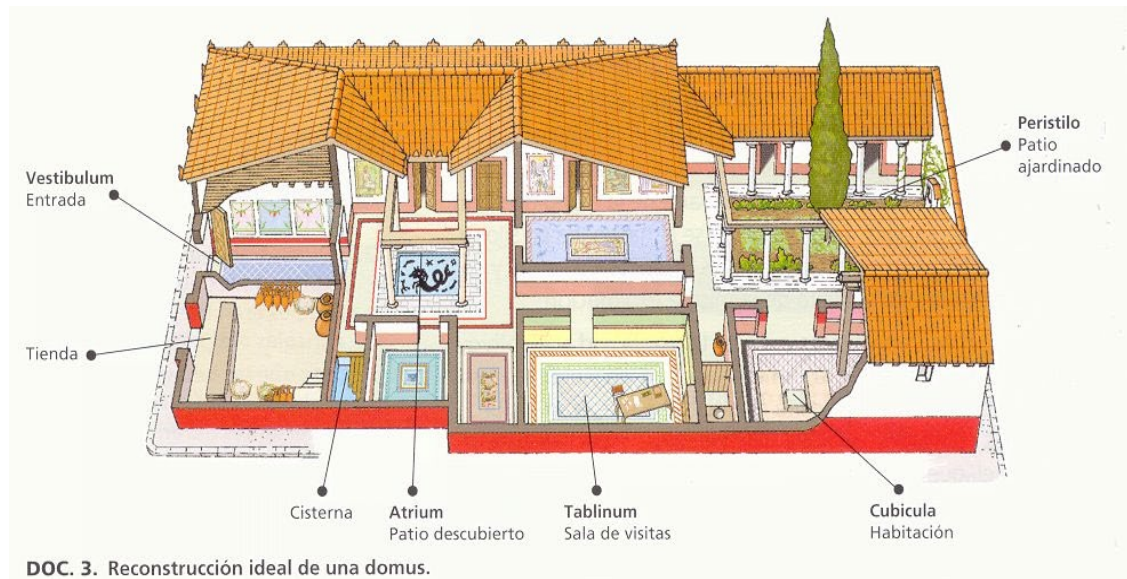 Peristilo
Patio
ajardinado
Vestibulum
Entrada
Tienda
Cisterna
Atrium
Patio descubierto
Tablinum
Sala de visitas
Cubicula
Habitación
DOC. 3. Reconstrucción ideal de una domus.